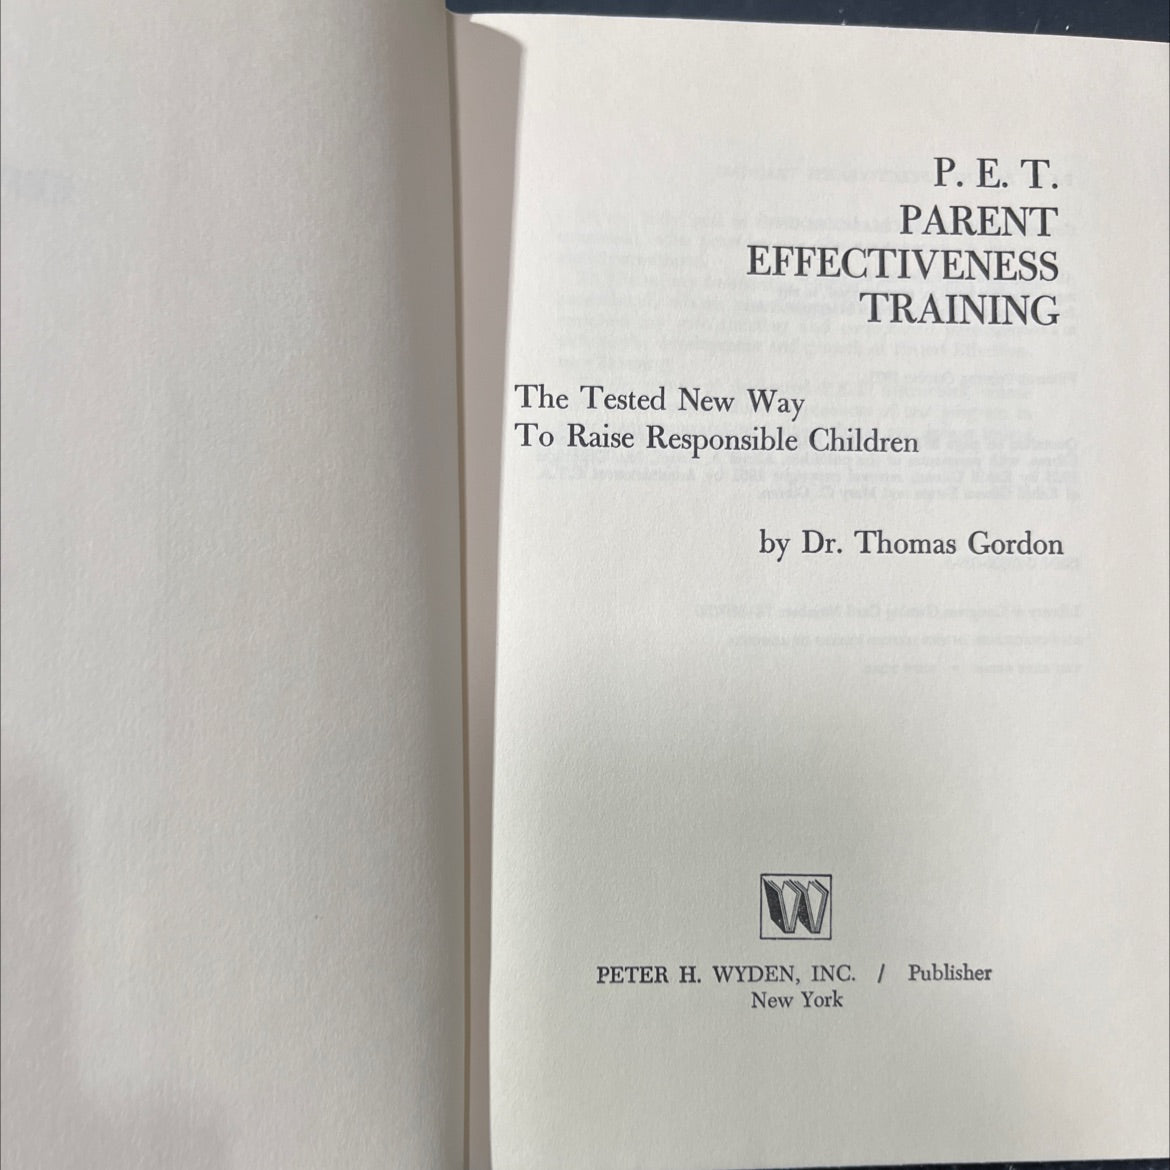 P. E. T.
PARENT
EFFECTIVENESS
TRAINING
The Tested New Way
To Raise Responsible Children
by Dr. Thomas Gordon
W
PETER H. WYDEN, INC. / Publisher
New York